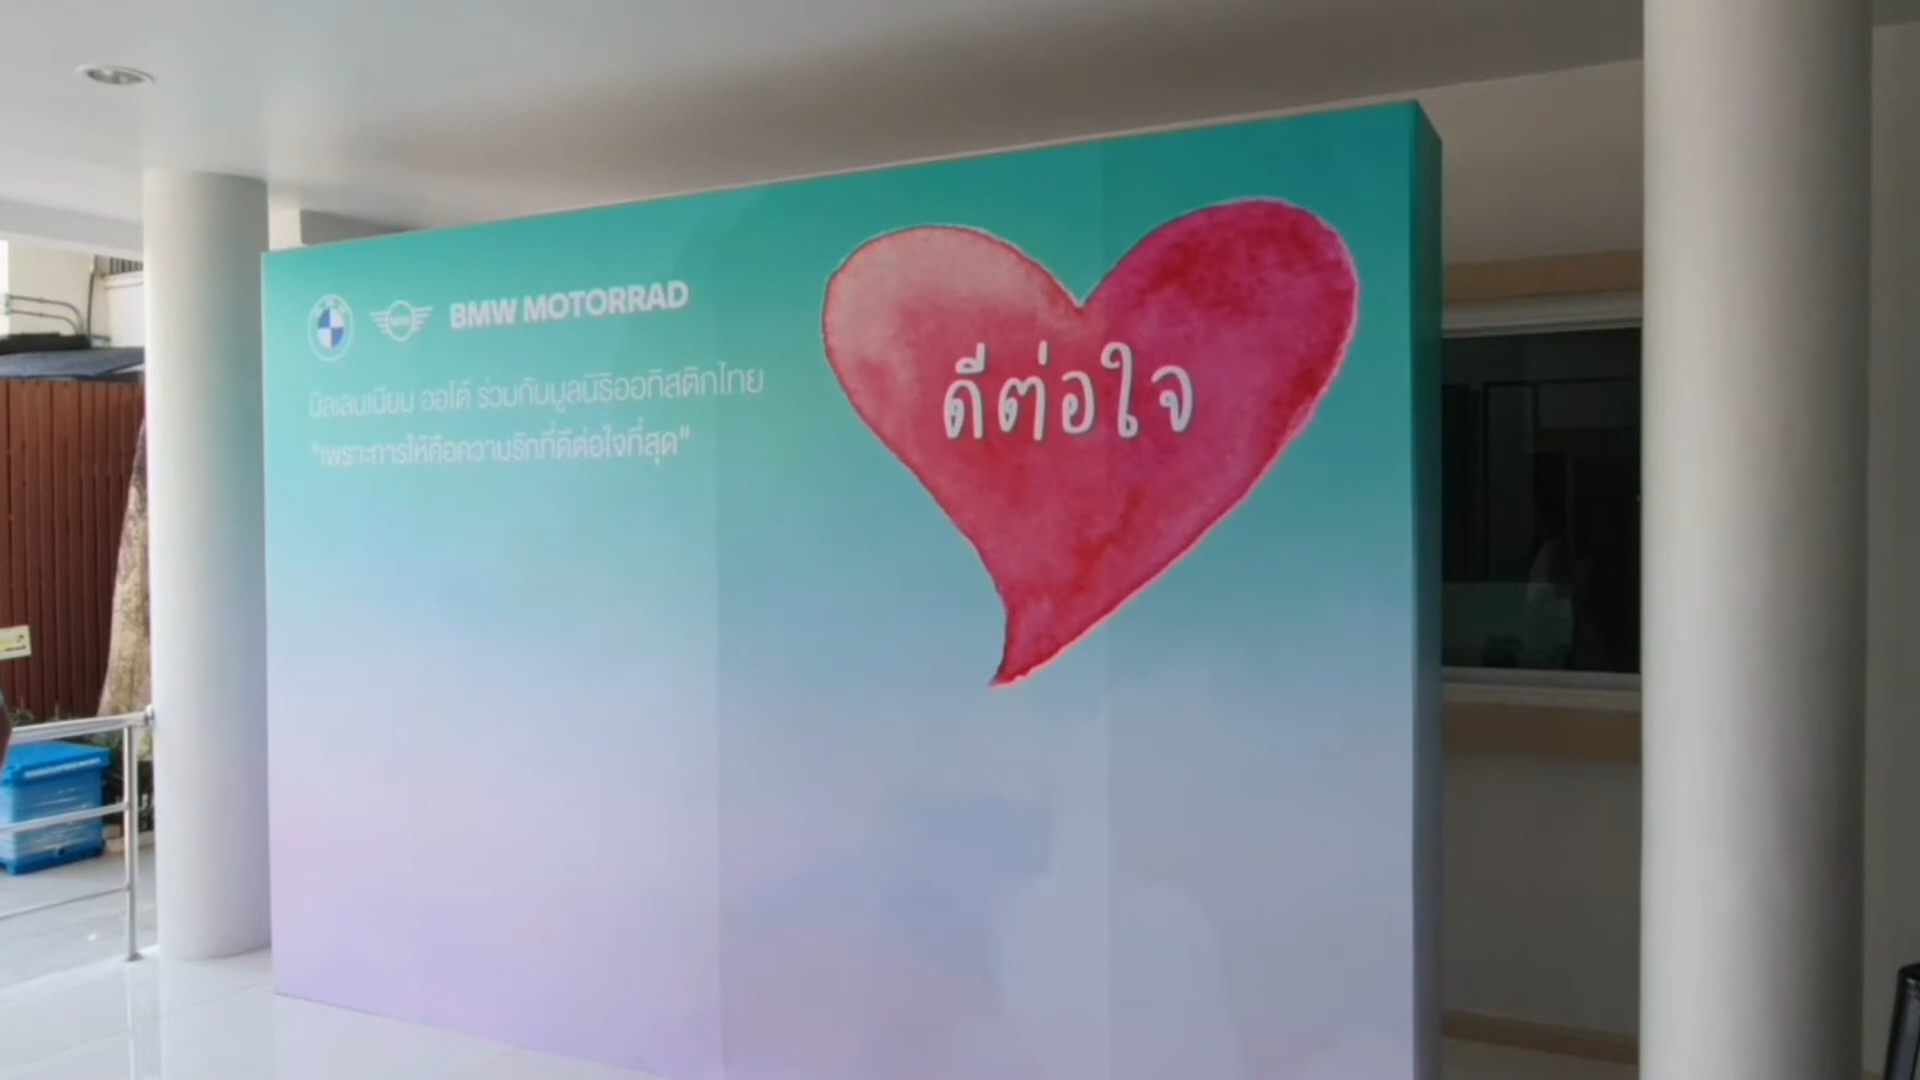 BMW MOTORRAD
มิลเลนเนียม ออโต้ ร่วมกับมูลนิธิออทิสติกไทย
"เพราะการให้คือความรักที่ดีต่อใจที่สุด"
ดีต่อใจ